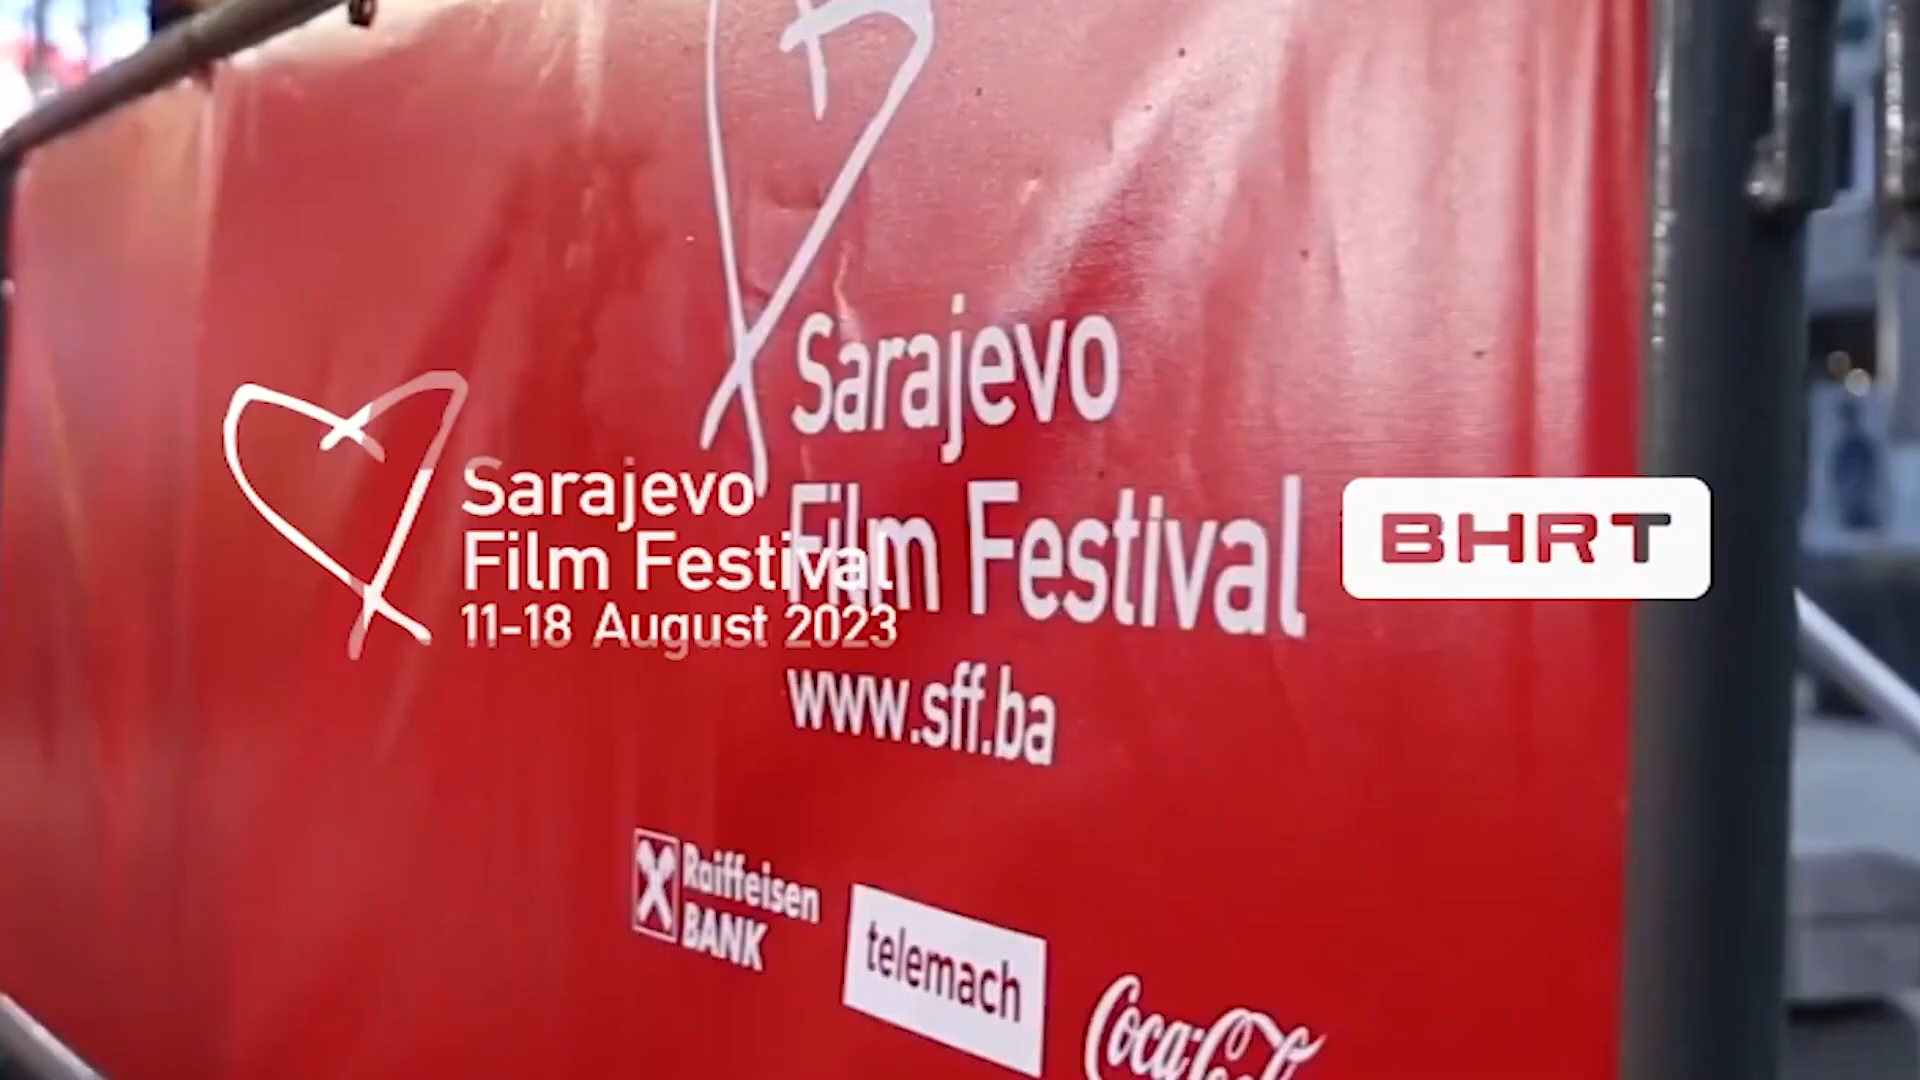 Sarajevo
Film Festival
www.sff.ba
Sarajevo
Film Festival
11-18 August 2023
BHRT
Raiffeisen
BANK
telemach
Coca-Cola